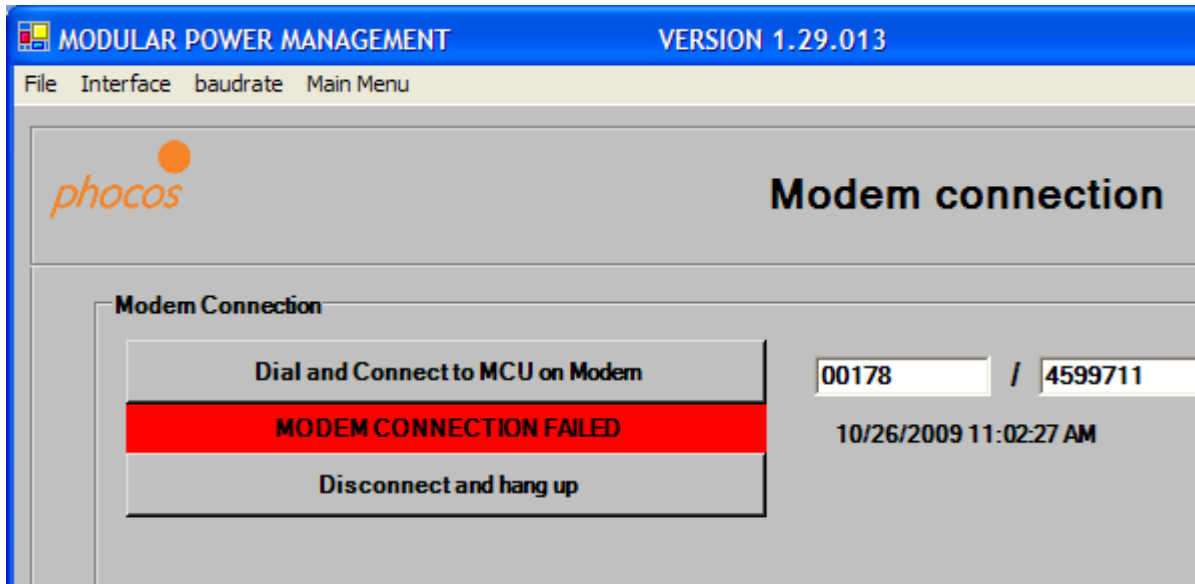 MODULAR POWER MANAGEMENT VERSION 1.29.013
File Interface baudrate Main Menu
phocos
Modem connection
Modem Connection
Dial and Connect to MCU on Modem 00178 / 4599711
MODEM CONNECTION FAILED 10/26/2009 11:02:27 AM
Disconnect and hang up